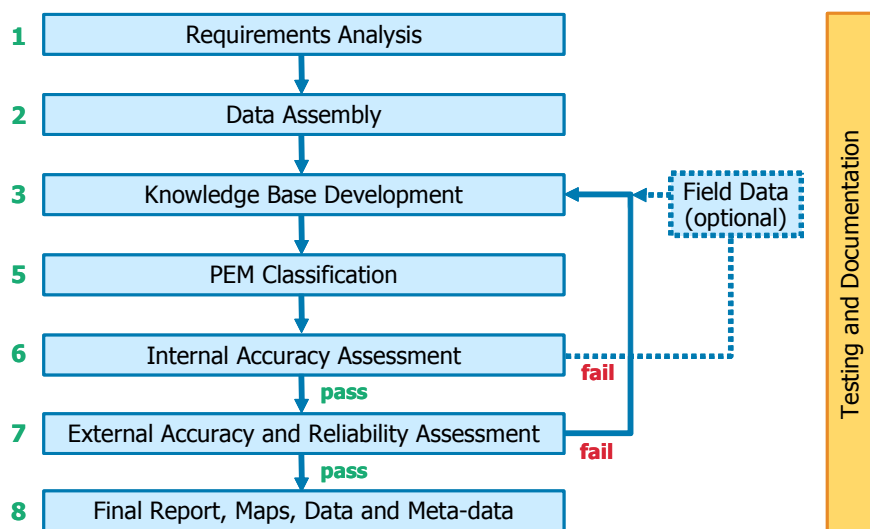 1 Requirements Analysis
2 Data Assembly
3 Knowledge Base Development
Field Data
(optional)
5 PEM Classification
6 Internal Accuracy Assessment
fail
pass
7 External Accuracy and Reliability Assessment
fail
pass
8 Final Report, Maps, Data and Meta-data
Testing and Documentation